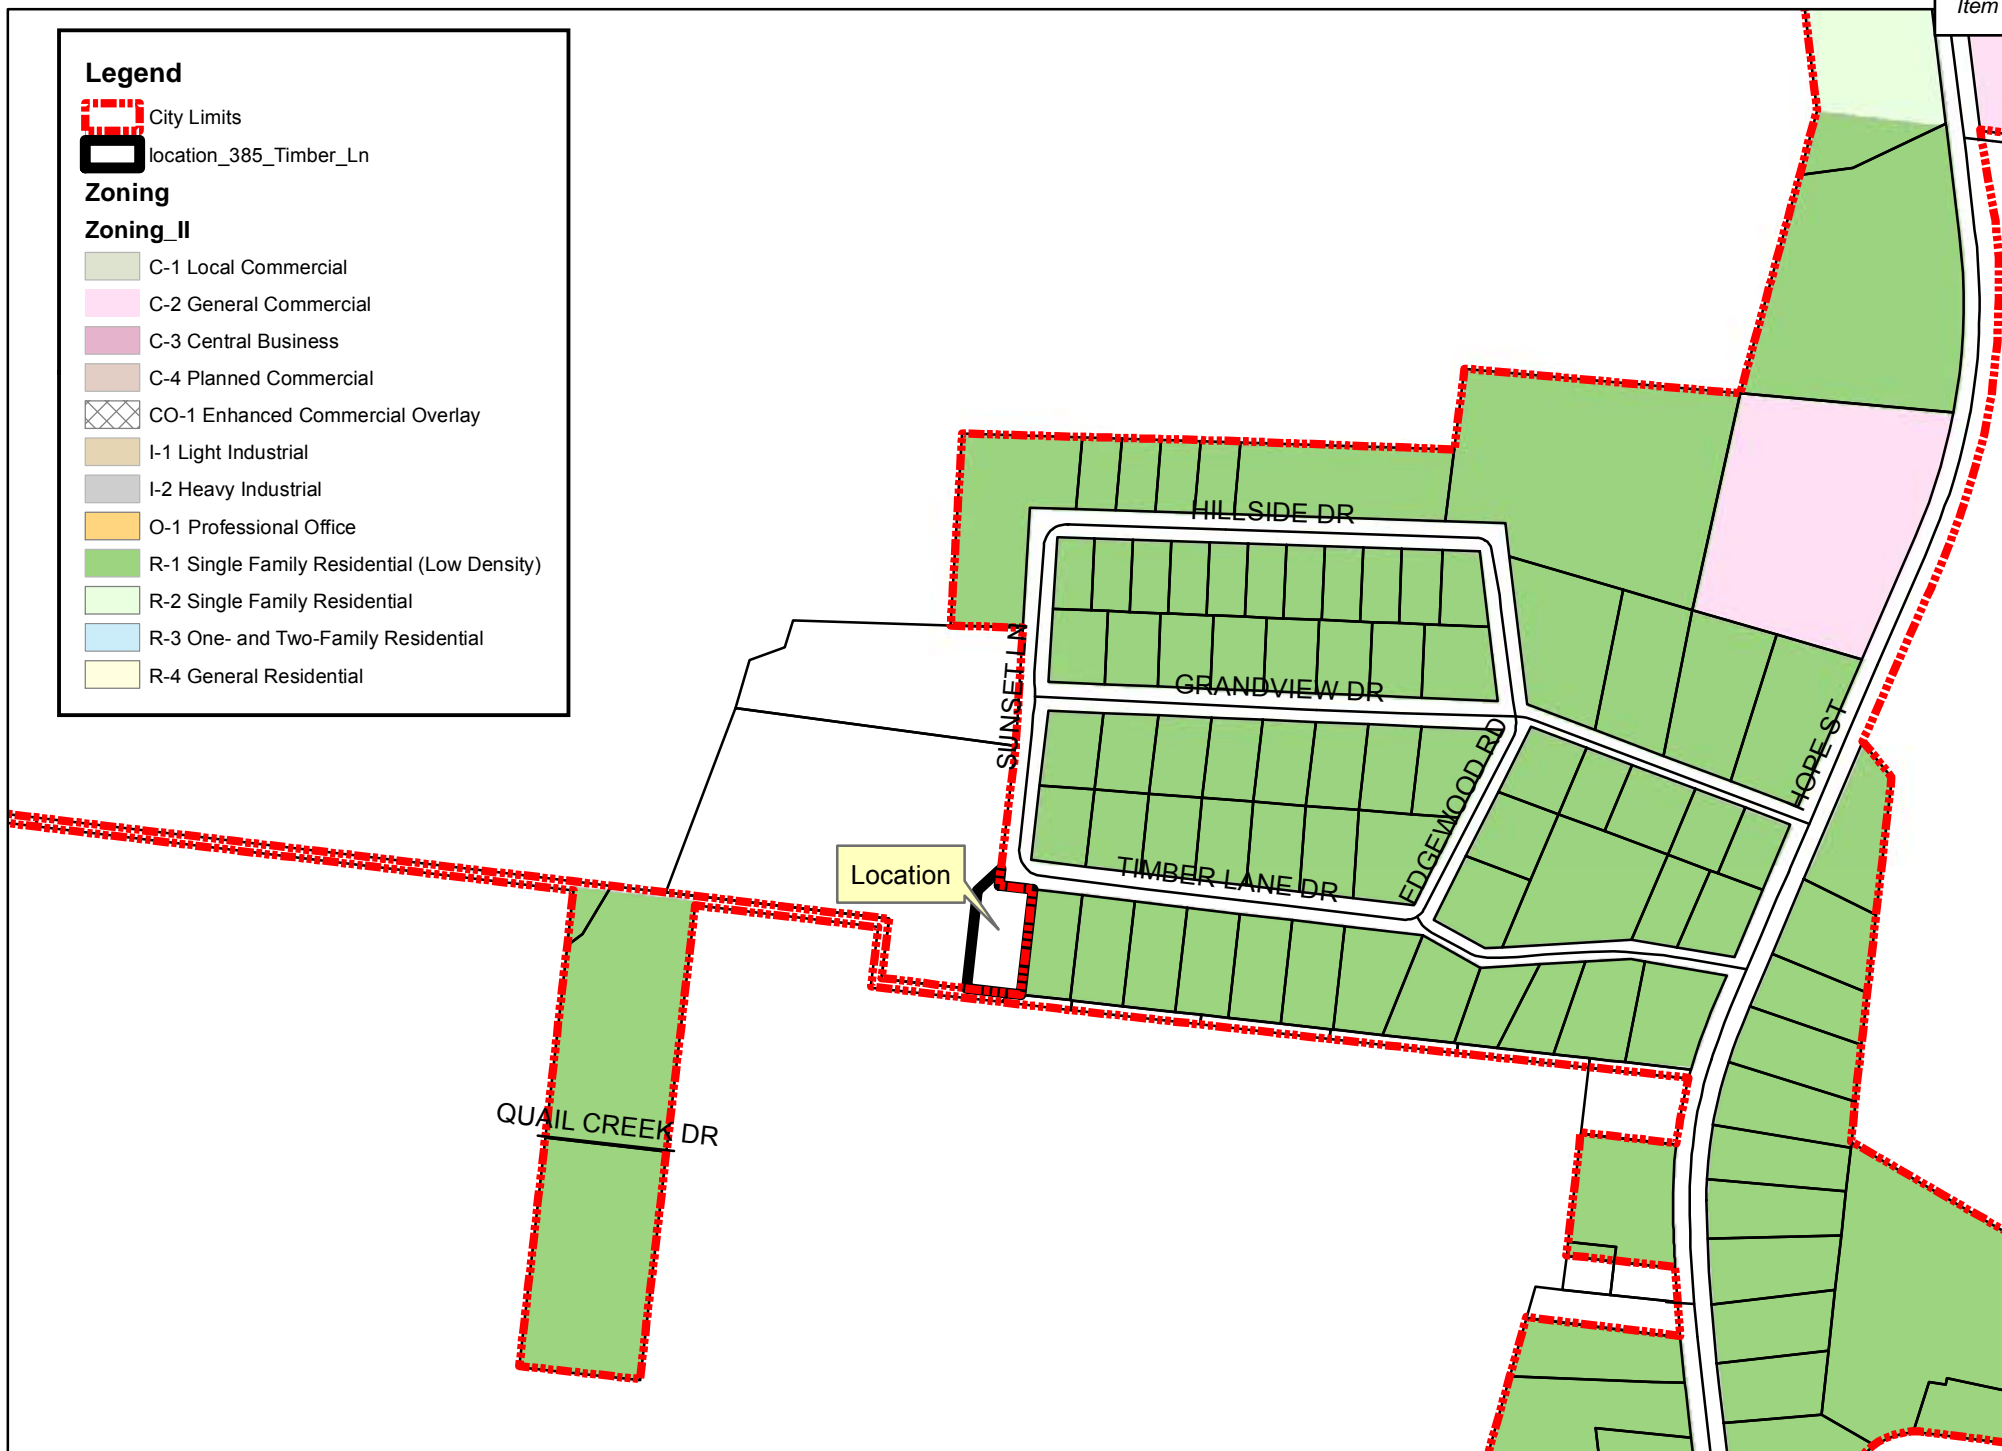 Item
Legend
City Limits
location_385_Timber_Ln
Zoning
Zoning_II
C-1 Local Commercial
C-2 General Commercial
C-3 Central Business
C-4 Planned Commercial
CO-1 Enhanced Commercial Overlay
I-1 Light Industrial
I-2 Heavy Industrial
O-1 Professional Office
R-1 Single Family Residential (Low Density)
R-2 Single Family Residential
R-3 One- and Two-Family Residential
R-4 General Residential
HILLSIDE DR
SUNSET LN
GRANDVIEW DR
EDGEWOOD RD
HOPE ST
TIMBER LANE DR
Location
QUAIL CREEK DR